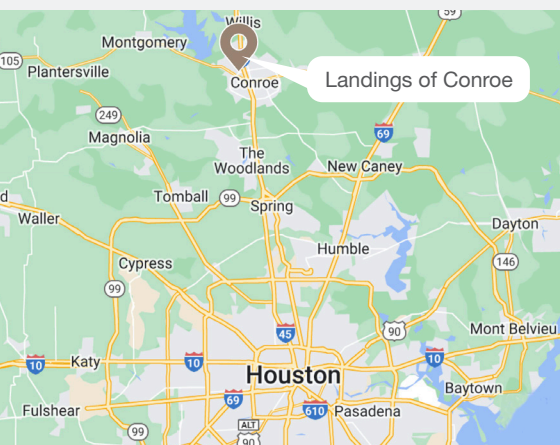 59
Willis
Montgomery
105
Plantersville
Conroe
Landings of Conroe
249
69
Magnolia
The
Woodlands
New Caney
Tomball
99
Spring
d
Waller
Dayton
Humble
146
Cypress
99
45
90
Mont Belvieu
10
Katy
10
10
Houston
Baytown
69
Fulshear
610
Pasadena
99
ALT
90